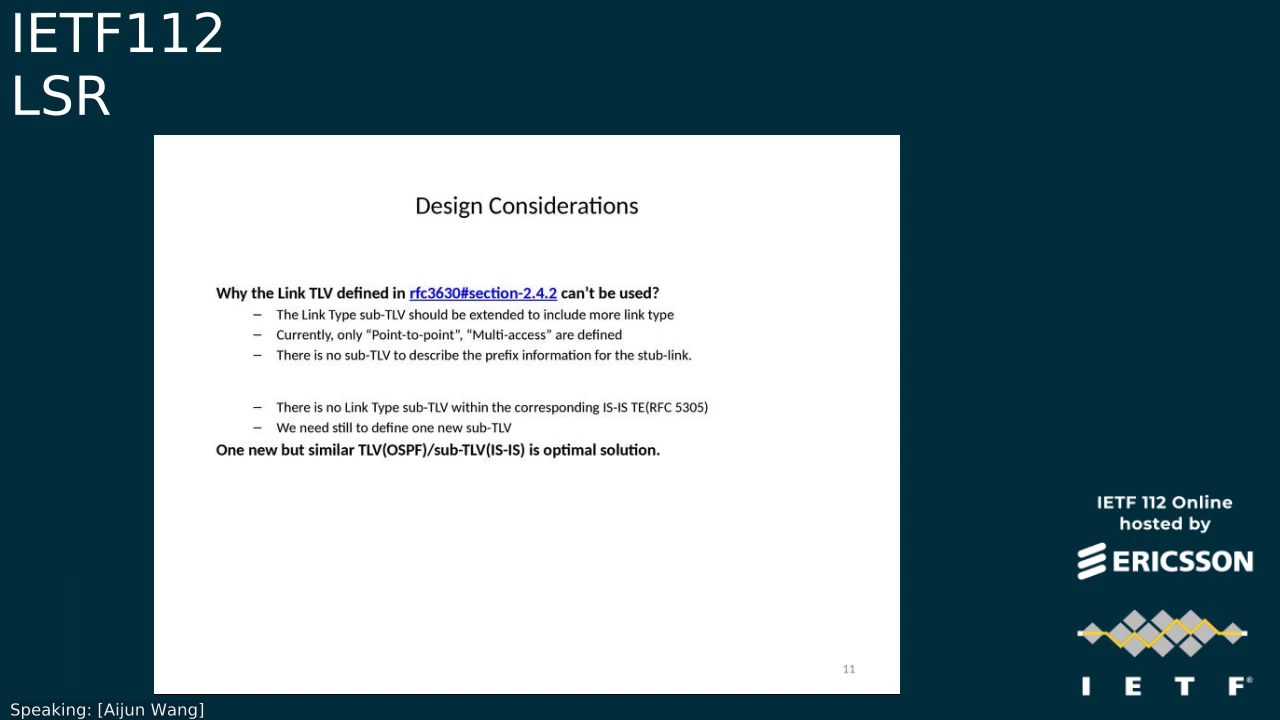 IETF112
LSR
Design Considerations
Why the Link TLV defined in rfc3630#section-2.4.2 can’t be used?
– The Link Type sub-TLV should be extended to include more link type
– Currently, only “Point-to-point”, “Multi-access” are defined
– There is no sub-TLV to describe the prefix information for the stub-link.
– There is no Link Type sub-TLV within the corresponding IS-IS TE(RFC 5305)
– We need still to define one new sub-TLV
One new but similar TLV(OSPF)/sub-TLV(IS-IS) is optimal solution.
11
IETF 112 Online
hosted by
ERICSSON
I E T F®
Speaking: [Aijun Wang]